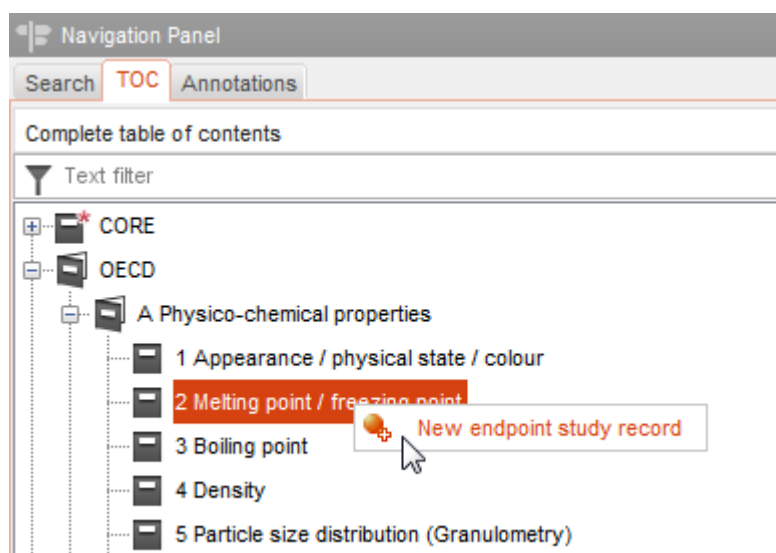 Navigation Panel
Search TOC Annotations
Complete table of contents
Text filter
CORE
OECD
A Physico-chemical properties
1 Appearance / physical state / colour
2 Melting point / freezing point
New endpoint study record
3 Boiling point
4 Density
5 Particle size distribution (Granulometry)